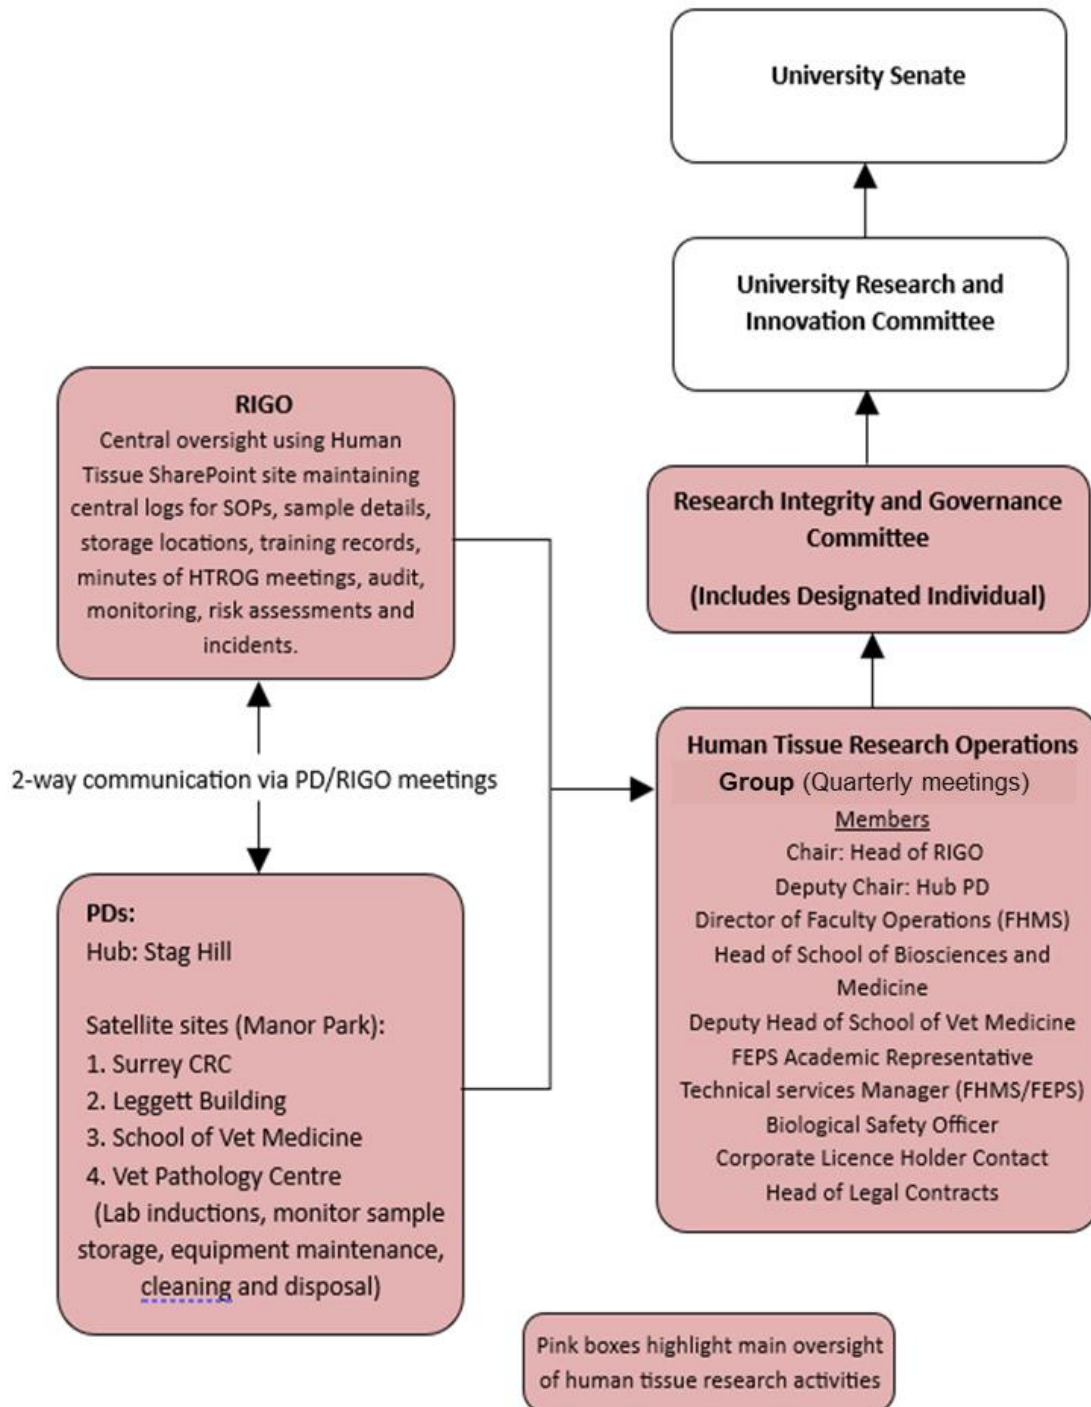 University Senate
University Research and
Innovation Committee
RIGO
Central oversight using Human
Tissue SharePoint site maintaining
central logs for SOPs, sample details,
storage locations, training records,
minutes of HTROG meetings, audit,
monitoring, risk assessments and
incidents.
Research Integrity and Governance
Committee
(Includes Designated Individual)
2-way communication via PD/RIGO meetings
Human Tissue Research Operations
Group (Quarterly meetings)
Members
Chair: Head of RIGO
Deputy Chair: Hub PD
Director of Faculty Operations (FHMS)
Head of School of Biosciences and
Medicine
Deputy Head of School of Vet Medicine
FEPS Academic Representative
Technical services Manager (FHMS/FEPS)
Biological Safety Officer
Corporate Licence Holder Contact
Head of Legal Contracts
PDs:
Hub: Stag Hill
Satellite sites (Manor Park):
1. Surrey CRC
2. Leggett Building
3. School of Vet Medicine
4. Vet Pathology Centre
(Lab inductions, monitor sample
storage, equipment maintenance,
cleaning and disposal)
Pink boxes highlight main oversight
of human tissue research activities